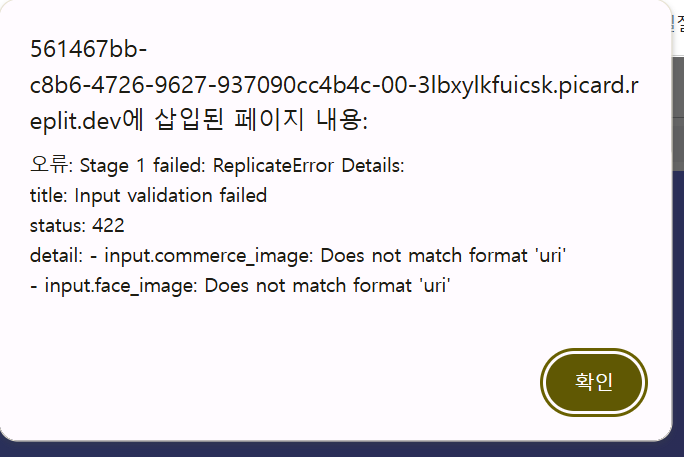 561467bb-
c8b6-4726-9627-937090cc4b4c-00-3lbxylkfuicsk.picard.r
eplit.dev에 삽입된 페이지 내용:
오류: Stage 1 failed: ReplicateError Details:
title: Input validation failed
status: 422
detail: - input.commerce_image: Does not match format 'uri'
- input.face_image: Does not match format 'uri'
확인